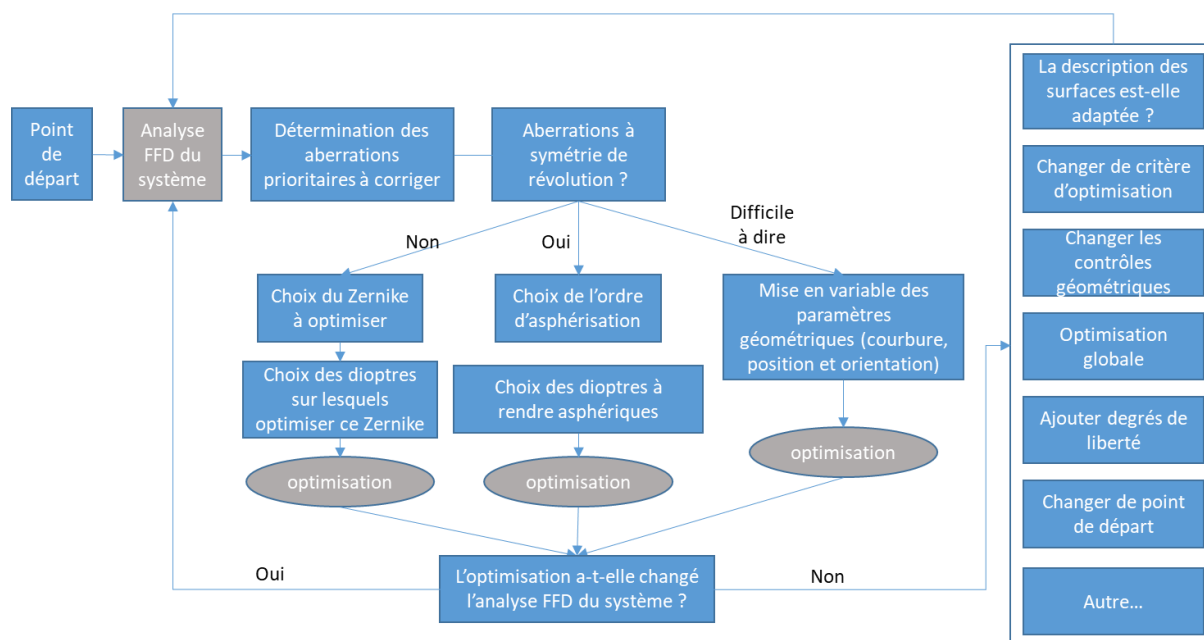 Point
de
départ
Analyse
FFD du
système
Détermination des
aberrations
prioritaires à corriger
Aberrations à
symétrie de
révolution ?
Non
Oui
Difficile
à dire
Choix du Zernike
à optimiser
Choix de l’ordre
d’asphérisation
Mise en variable des
paramètres
géométriques (courbure,
position et orientation)
Choix des dioptres
sur lesquels
optimiser ce Zernike
Choix des dioptres à
rendre asphériques
optimisation
optimisation
optimisation
L’optimisation a-t-elle changé
l’analyse FFD du système ?
Oui
Non
La description des
surfaces est-elle
adaptée ?
Changer de critère
d’optimisation
Changer les
contrôles
géométriques
Optimisation
globale
Ajouter degrés de
liberté
Changer de point
de départ
Autre...